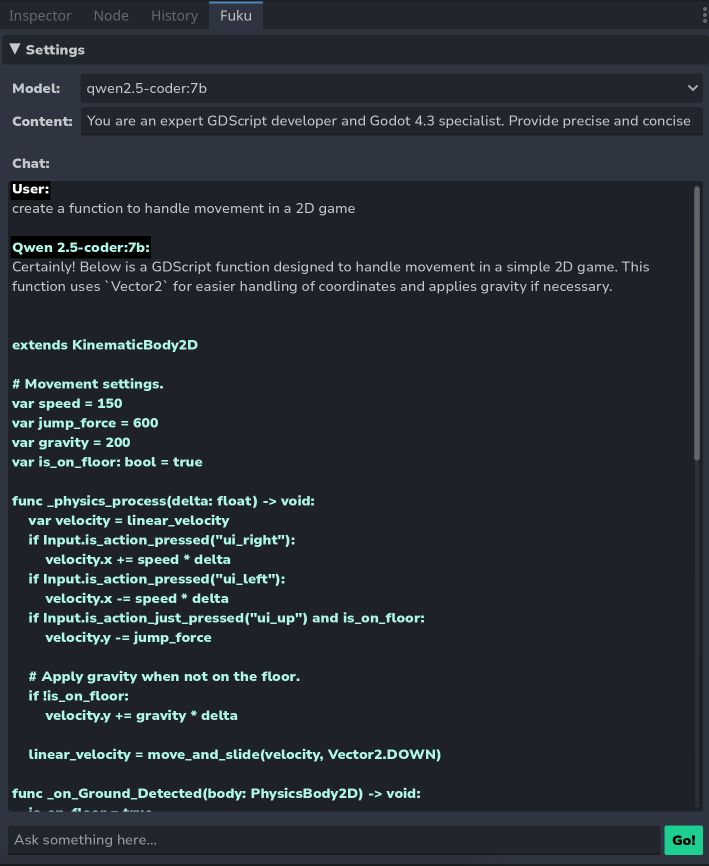 Inspector Node History Fuku
Settings
Model: qwen2.5-coder:7b
Content: You are an expert GDScript developer and Godot 4.3 specialist. Provide precise and concise
Chat:
User:
create a function to handle movement in a 2D game
Qwen 2.5-coder:7b:
Certainly! Below is a GDScript function designed to handle movement in a simple 2D game. This
function uses `Vector2` for easier handling of coordinates and applies gravity if necessary.
extends KinematicBody2D
# Movement settings.
var speed = 150
var jump_force = 600
var gravity = 200
var is_on_floor: bool = true
func _physics_process(delta: float) -> void:
var velocity = linear_velocity
if Input.is_action_pressed("ui_right"):
velocity.x += speed * delta
if Input.is_action_pressed("ui_left"):
velocity.x -= speed * delta
if Input.is_action_just_pressed("ui_up") and is_on_floor:
velocity.y -= jump_force
# Apply gravity when not on the floor.
if !is_on_floor:
velocity.y += gravity * delta
linear_velocity = move_and_slide(velocity, Vector2.DOWN)
func _on_Ground_Detected(body: PhysicsBody2D) -> void:
is_on_floor = true
Ask something here...
Go!